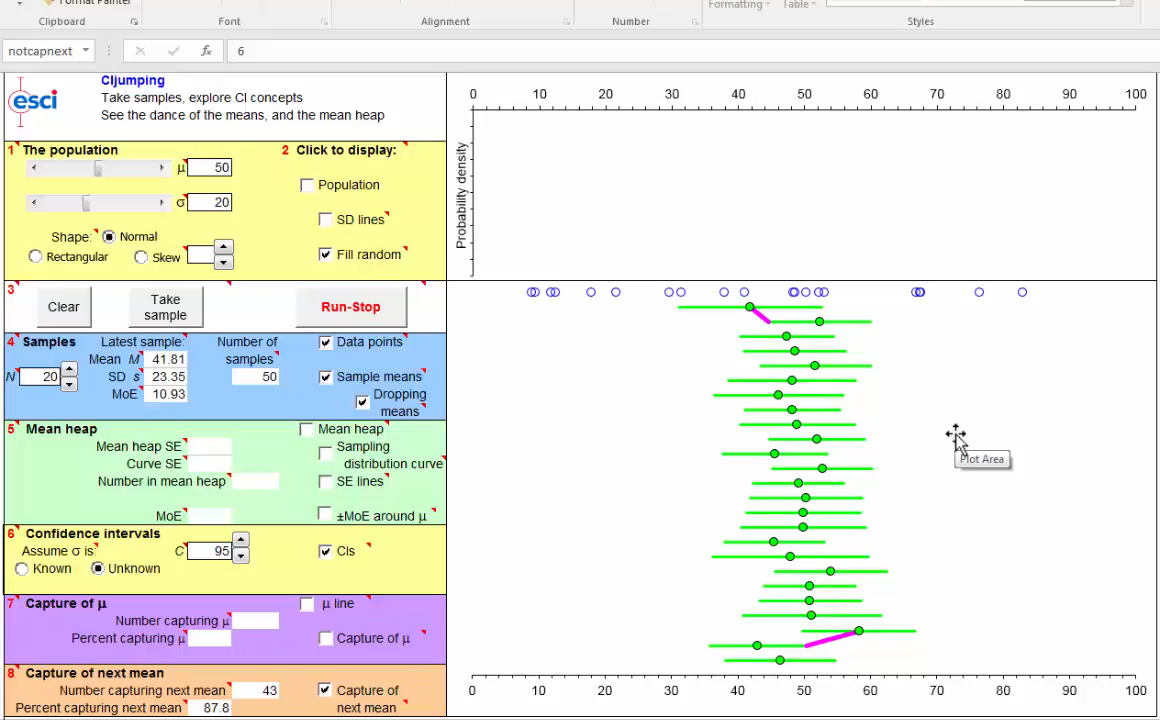 Format Painter
Formatting Table
Clipboard Font Alignment Number Styles
notcapnext fx 6
esci
CIjumping
Take samples, explore CI concepts
See the dance of the means, and the mean heap
1 The population
μ 50
σ 20
Shape: Normal
Rectangular Skew
2 Click to display:
Population
SD lines
Fill random
3
Clear
Take sample
Run-Stop
4 Samples Latest sample: Number of samples Data points
N 20
Mean M 41.81
SD s 23.35 50 Sample means
MoE 10.93 Dropping means
5 Mean heap Mean heap
Mean heap SE Sampling
Curve SE distribution curve
Number in mean heap SE lines
MoE ±MoE around μ
6 Confidence intervals
Assume σ is: C 95 CIs
Known Unknown
7 Capture of μ μ line
Number capturing μ
Percent capturing μ Capture of μ
8 Capture of next mean
Number capturing next mean 43 Capture of
Percent capturing next mean 87.8 next mean
0 10 20 30 40 50 60 70 80 90 100
Probability density
Plot Area
0 10 20 30 40 50 60 70 80 90 100